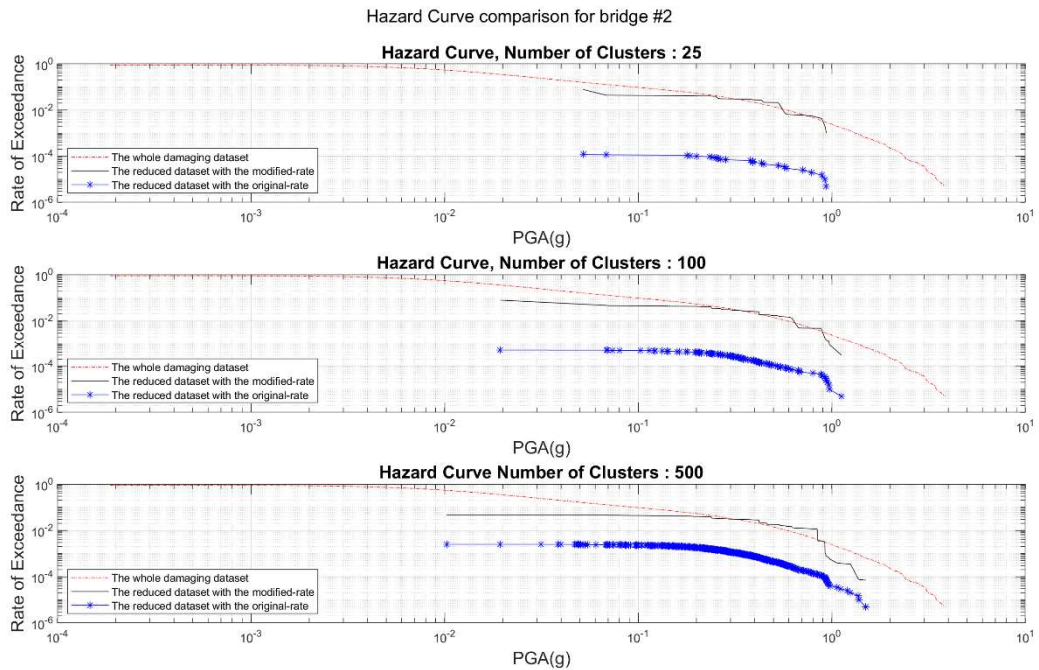 Hazard Curve comparison for bridge #2
Hazard Curve, Number of Clusters : 25
Rate of Exceedance
10^0
10^-2
10^-4
10^-6
The whole damaging dataset
The reduced dataset with the modified-rate
The reduced dataset with the original-rate
10^-4 10^-3 10^-2 10^-1 10^0 10^1
PGA(g)
Hazard Curve, Number of Clusters : 100
Rate of Exceedance
10^0
10^-2
10^-4
10^-6
The whole damaging dataset
The reduced dataset with the modified-rate
The reduced dataset with the original-rate
10^-4 10^-3 10^-2 10^-1 10^0 10^1
PGA(g)
Hazard Curve Number of Clusters : 500
Rate of Exceedance
10^0
10^-2
10^-4
10^-6
The whole damaging dataset
The reduced dataset with the modified-rate
The reduced dataset with the original-rate
10^-4 10^-3 10^-2 10^-1 10^0 10^1
PGA(g)